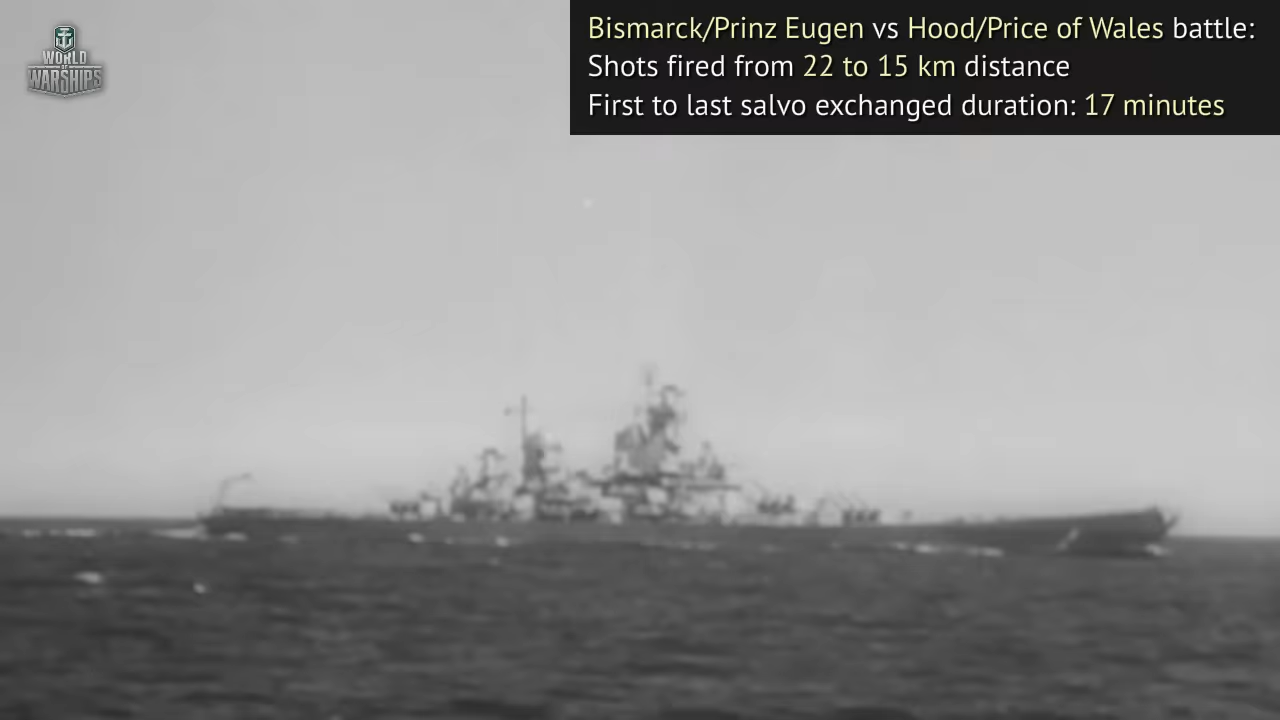 WORLD
OF
WARSHIPS
Bismarck/Prinz Eugen vs Hood/Price of Wales battle:
Shots fired from 22 to 15 km distance
First to last salvo exchanged duration: 17 minutes